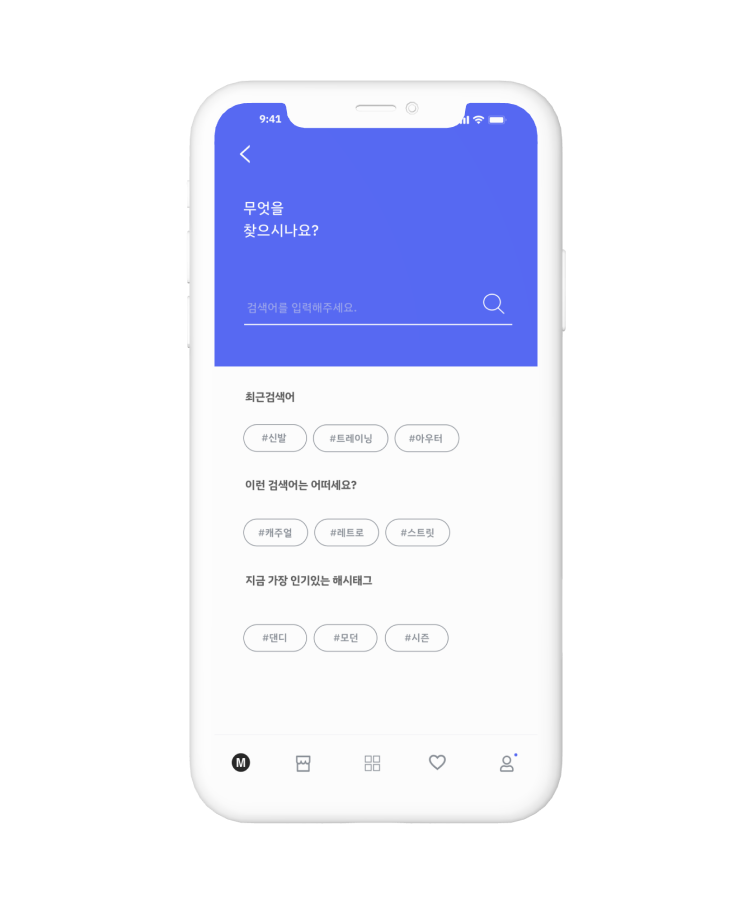 9:41
무엇을
찾으시나요?
검색어를 입력해주세요.
최근검색어
#신발 #트레이닝 #아우터
이런 검색어는 어떠세요?
#캐주얼 #레트로 #스트릿
지금 가장 인기있는 해시태그
#댄디 #모던 #시즌
M